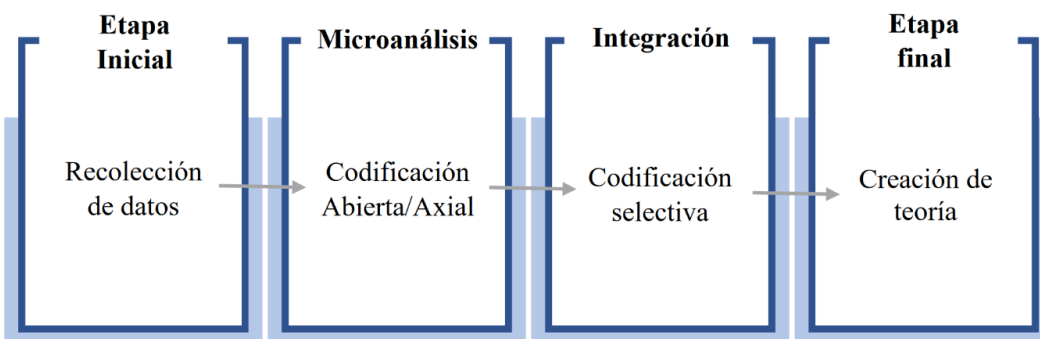 Etapa
Inicial
Recolección
de datos
Microanálisis
Codificación
Abierta/Axial
Integración
Codificación
selectiva
Etapa
final
Creación de
teoría